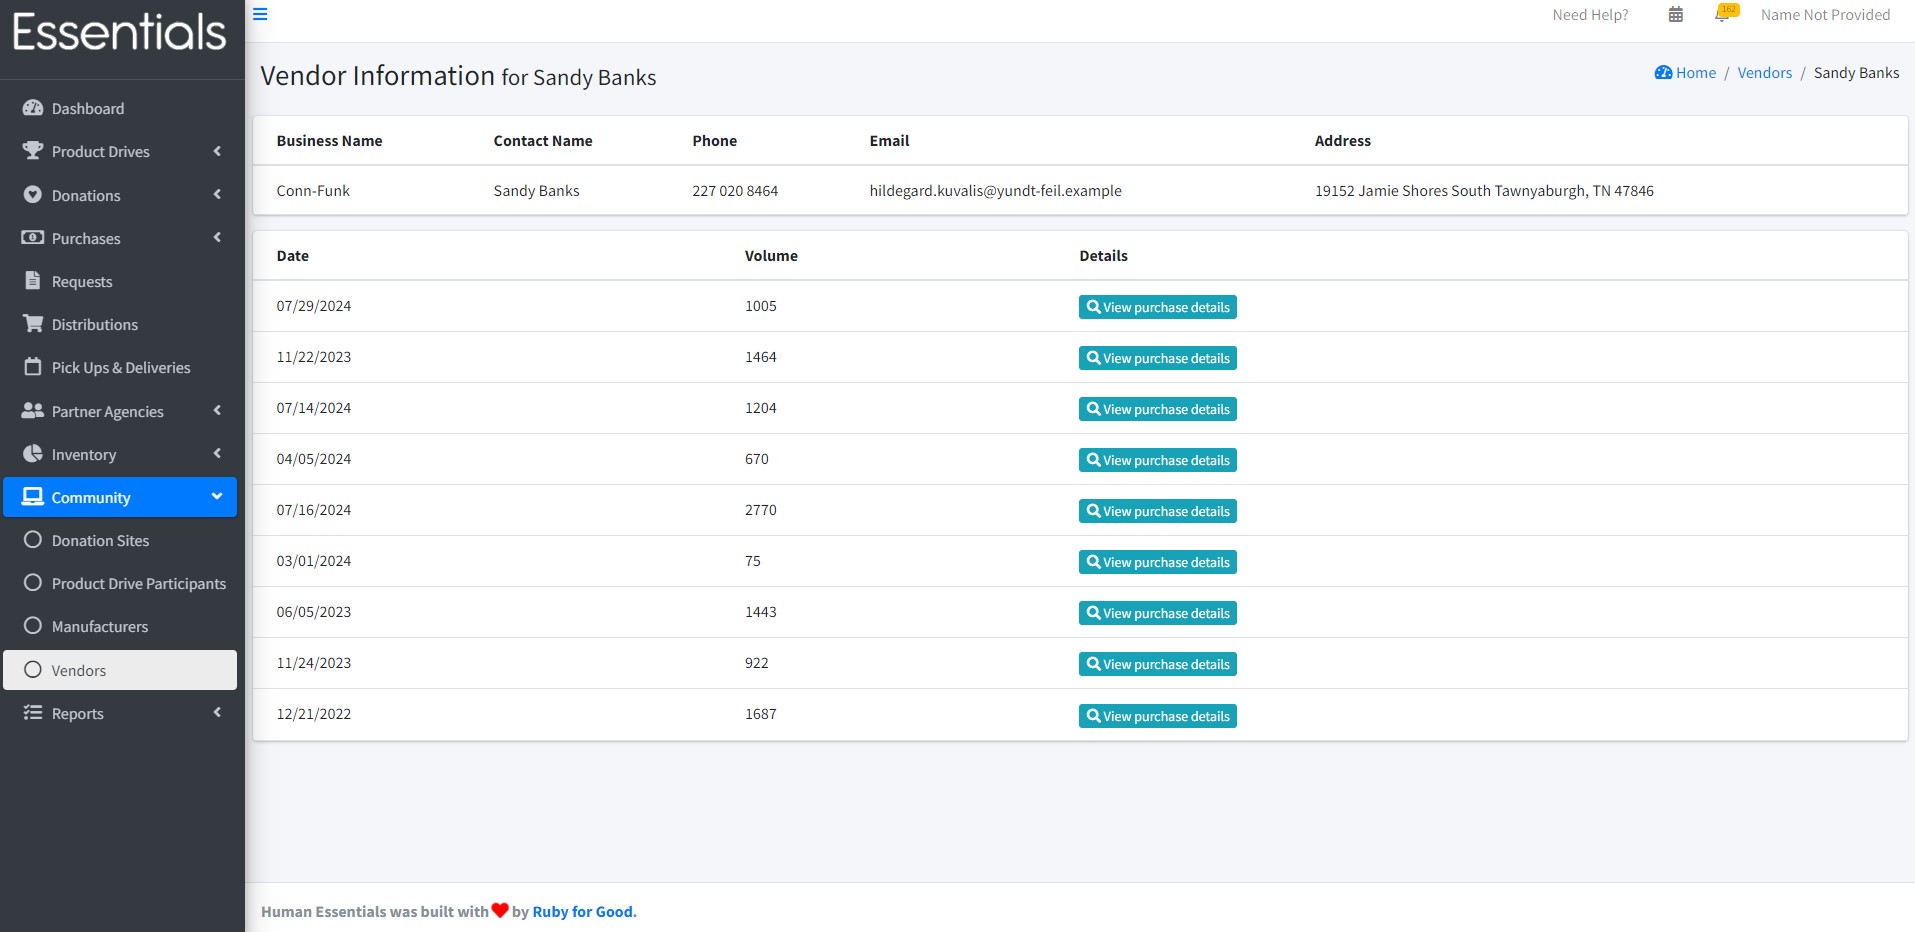 Essentials
Need Help? 162 Name Not Provided
Dashboard
Product Drives
Donations
Purchases
Requests
Distributions
Pick Ups & Deliveries
Partner Agencies
Inventory
Community
Donation Sites
Product Drive Participants
Manufacturers
Vendors
Reports
Vendor Information for Sandy Banks
Home / Vendors / Sandy Banks
Business Name Contact Name Phone Email Address
Conn-Funk Sandy Banks 227 020 8464 hildegard.kuvalis@yundt-feil.example 19152 Jamie Shores South Tawnyaburgh, TN 47846
Date Volume Details
07/29/2024 1005 View purchase details
11/22/2023 1464 View purchase details
07/14/2024 1204 View purchase details
04/05/2024 670 View purchase details
07/16/2024 2770 View purchase details
03/01/2024 75 View purchase details
06/05/2023 1443 View purchase details
11/24/2023 922 View purchase details
12/21/2022 1687 View purchase details
Human Essentials was built with by Ruby for Good.